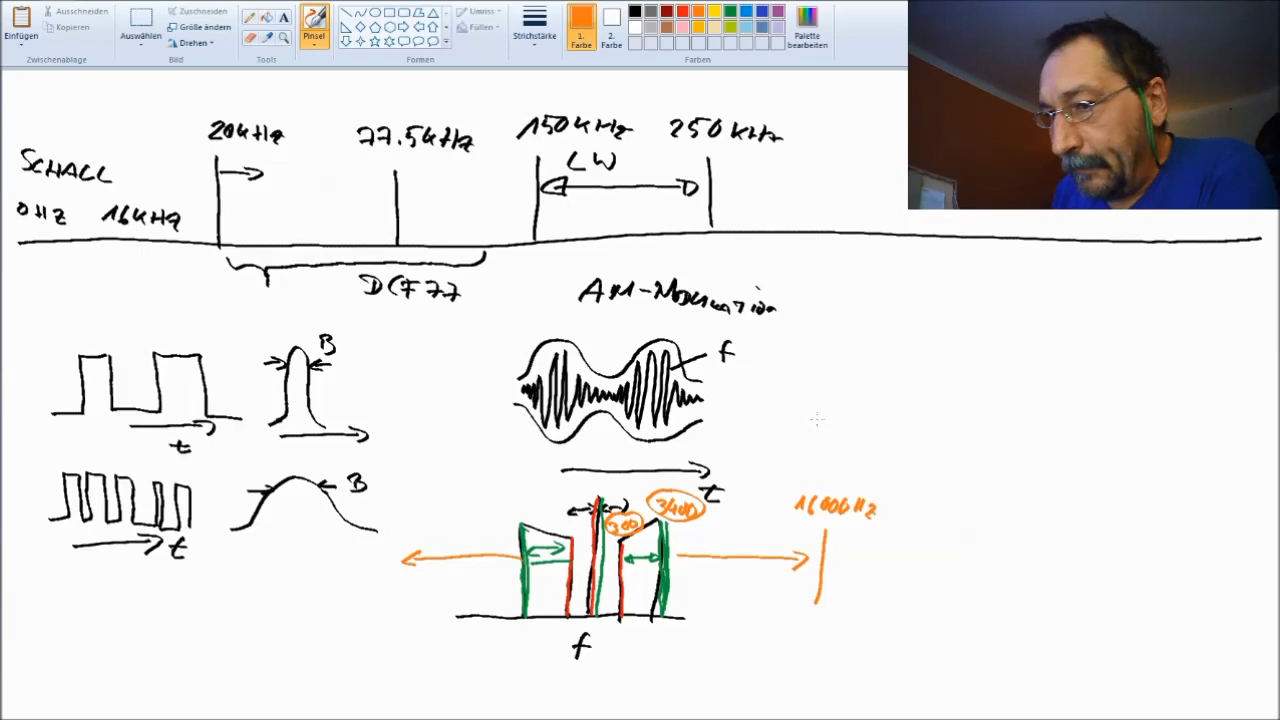 Einfügen
Ausschneiden
Kopieren
Zwischenablage
Auswählen
Zuschneiden
Größe ändern
Drehen
Bild
Tools
Pinsel
Formen
Umriss
Füllen
Strichstärke
1. Farbe
2. Farbe
Palette bearbeiten
Farben
20kHz
77.5kHz
150kHz
250kHz
SCHALL
LW
0HZ 16kHz
DCF77
AM-Modulation
B
f
t
B
t
t
300
3400
16000Hz
f